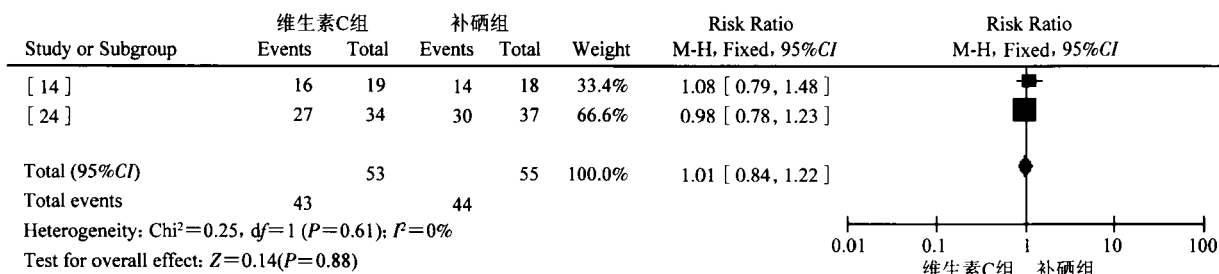 维生素C组 补硒组 Risk Ratio Risk Ratio
Study or Subgroup Events Total Events Total Weight M-H, Fixed, 95%CI M-H, Fixed, 95%CI
[14] 16 19 14 18 33.4% 1.08 [0.79, 1.48]
[24] 27 34 30 37 66.6% 0.98 [0.78, 1.23]
Total (95%CI) 53 55 100.0% 1.01 [0.84, 1.22]
Total events 43 44
Heterogeneity: Chi²=0.25, df=1 (P=0.61); I²=0%
Test for overall effect: Z=0.14(P=0.88)
0.01 0.1 1 10 100
维生素C组 补硒组